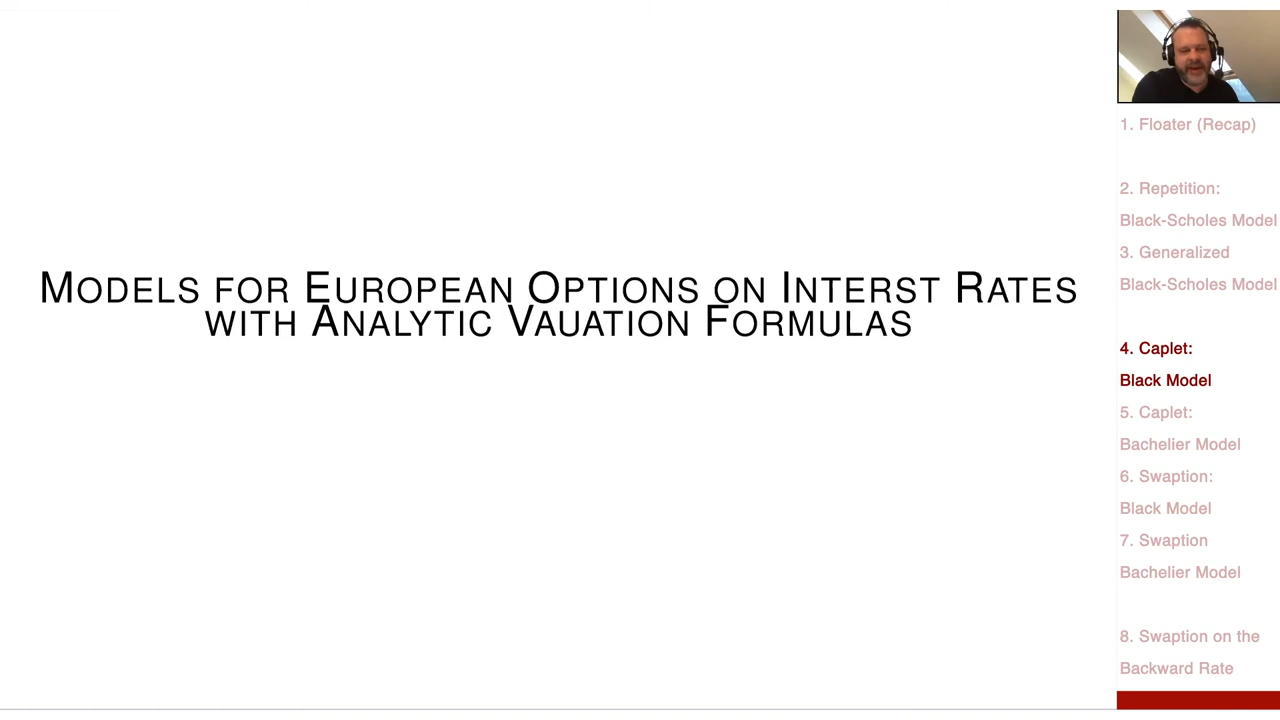 MODELS FOR EUROPEAN OPTIONS ON INTERST RATES
WITH ANALYTIC VAUATION FORMULAS
1. Floater (Recap)
2. Repetition:
Black-Scholes Model
3. Generalized
Black-Scholes Model
4. Caplet:
Black Model
5. Caplet:
Bachelier Model
6. Swaption:
Black Model
7. Swaption
Bachelier Model
8. Swaption on the
Backward Rate